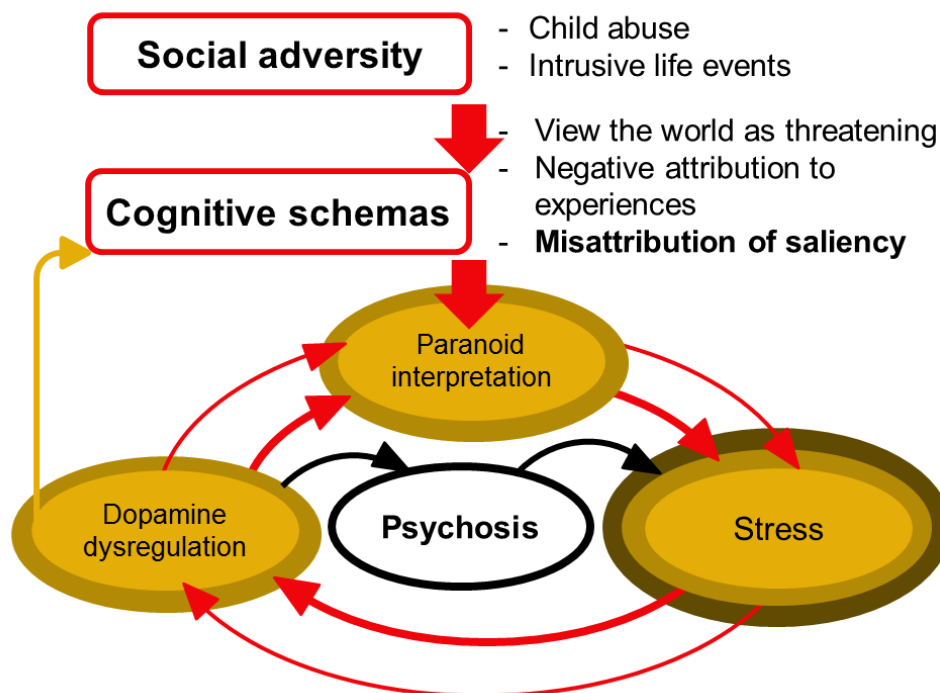 Social adversity
- Child abuse
- Intrusive life events
- View the world as threatening
- Negative attribution to
experiences
- Misattribution of saliency
Cognitive schemas
Paranoid
interpretation
Dopamine
dysregulation
Psychosis
Stress